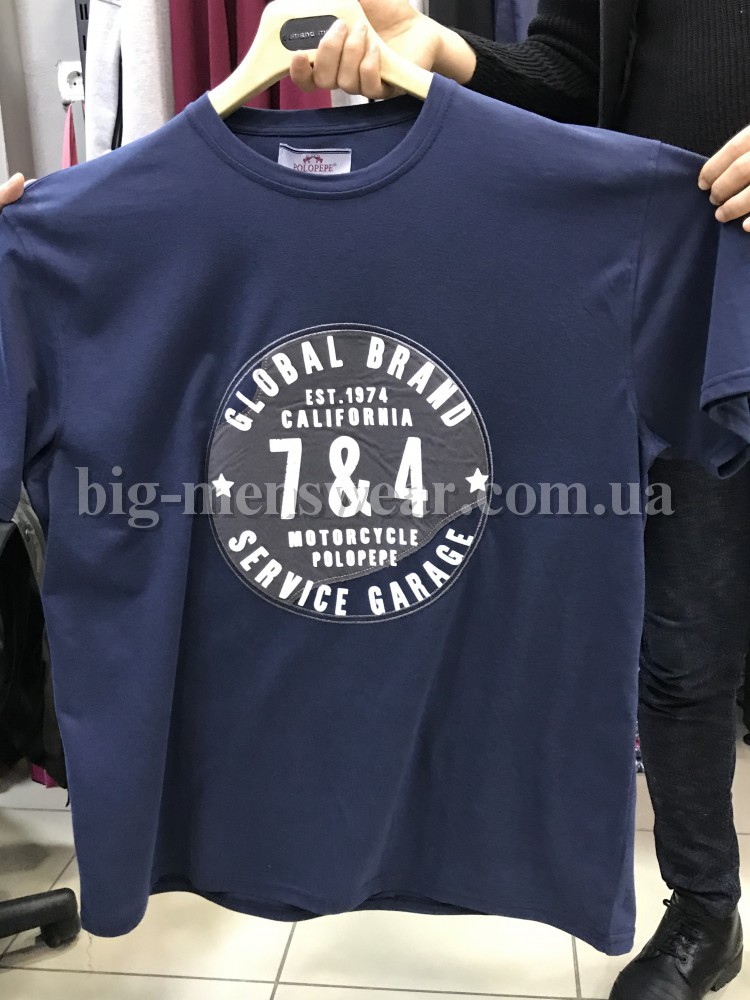 POLOPEPE®
GLOBAL BRAND
EST.1974
CALIFORNIA
7 & 4
big-menswear.com.ua
MOTORCYCLE
POLOPEPE
SERVICE GARAGE